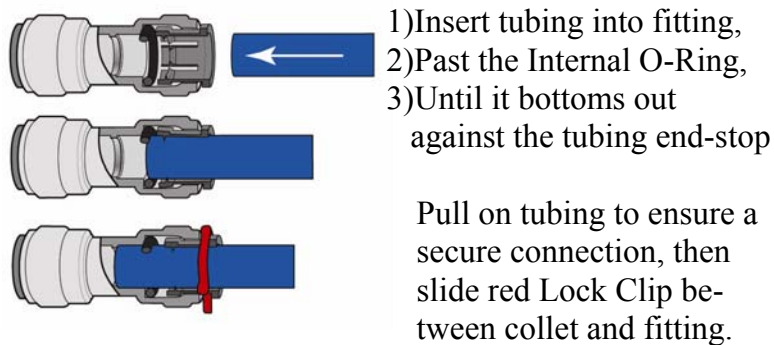 1)Insert tubing into fitting,
2)Past the Internal O-Ring,
3)Until it bottoms out
against the tubing end-stop
Pull on tubing to ensure a
secure connection, then
slide red Lock Clip be-
tween collet and fitting.